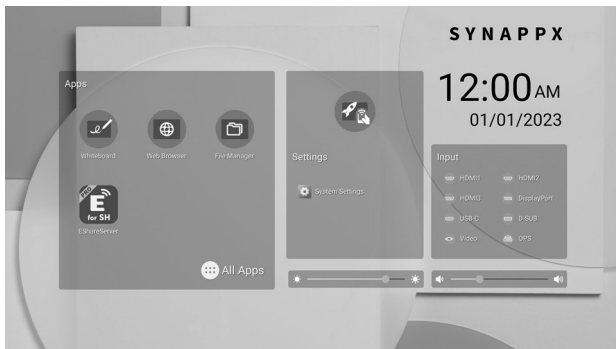 SYNAPPX
12:00AM
01/01/2023
Apps
Whiteboard
Web Browser
File Manager
PRO
E
for SH
EShareServer
All Apps
Settings
System Settings
Input
HDMI1
HDMI2
HDMI3
DisplayPort
USB-C
D-SUB
Video
OPS